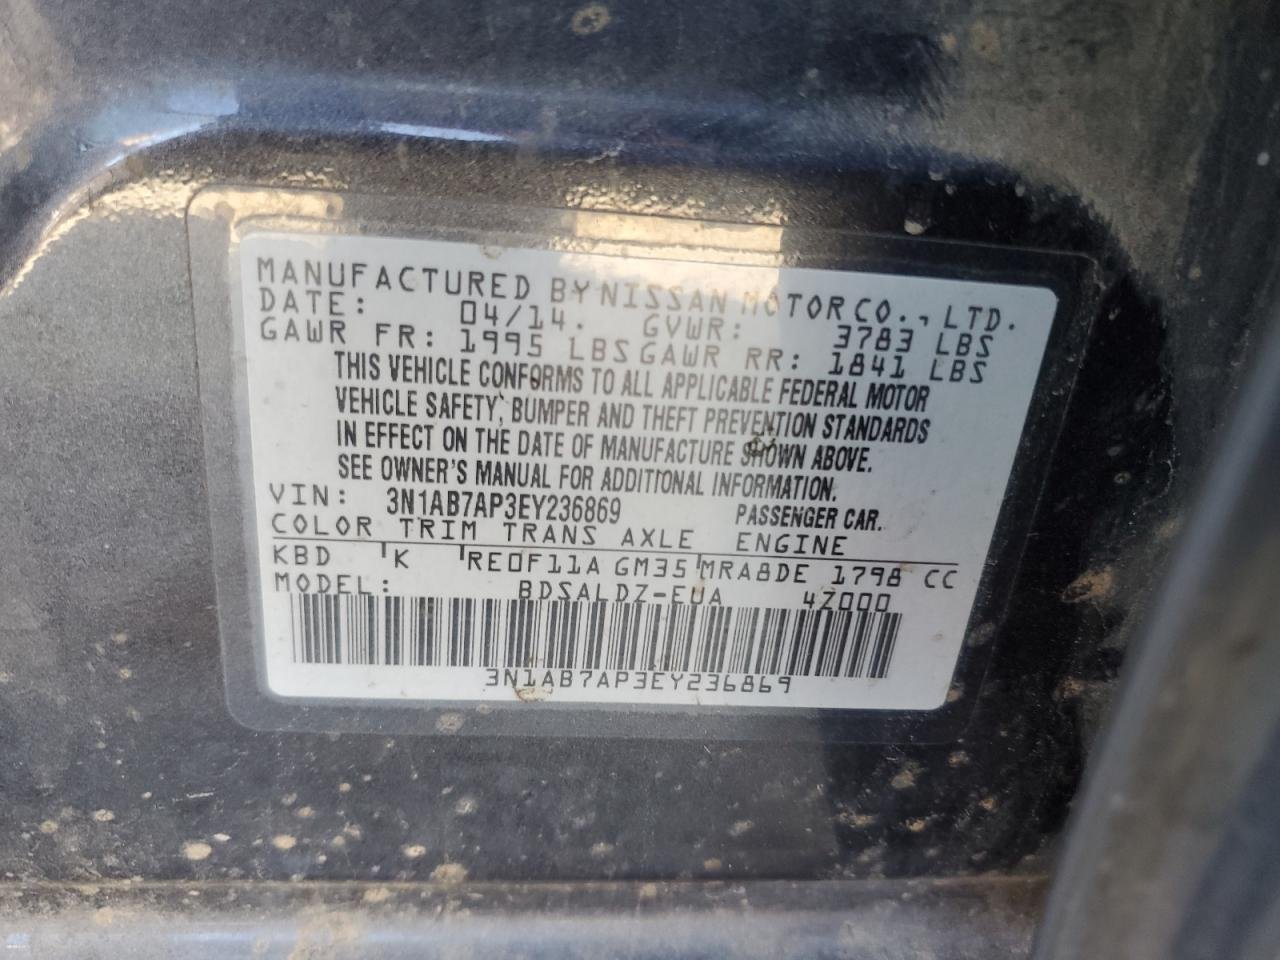 MANUFACTURED BY NISSAN MOTOR CO., LTD.
DATE: 04/14. GVWR: 3783 LBS
GAWR FR: 1995 LBS GAWR RR: 1841 LBS
THIS VEHICLE CONFORMS TO ALL APPLICABLE FEDERAL MOTOR
VEHICLE SAFETY, BUMPER AND THEFT PREVENTION STANDARDS
IN EFFECT ON THE DATE OF MANUFACTURE SHOWN ABOVE.
SEE OWNER'S MANUAL FOR ADDITIONAL INFORMATION.
VIN: 3N1AB7AP3EY236869 PASSENGER CAR.
COLOR TRIM TRANS AXLE ENGINE
KBD K RE0F11A GM35 MRA8DE 1798 CC
MODEL: BDSALDZ-EUA 4Z000
3N1AB7AP3EY236869